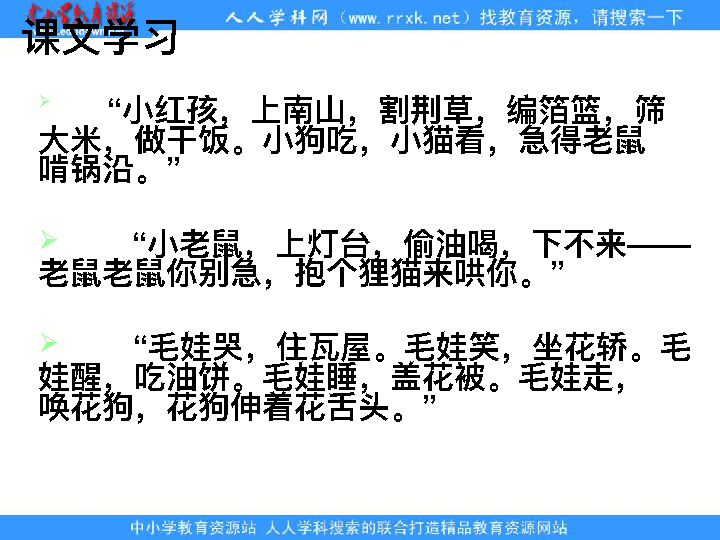 人人学科网（www.rrxk.net）找教育资源，请搜索一下
课文学习
“小红孩，上南山，割荆草，编箔篮，筛
大米，做干饭。小狗吃，小猫看，急得老鼠
啃锅沿。”
“小老鼠，上灯台，偷油喝，下不来——
老鼠老鼠你别急，抱个狸猫来哄你。”
“毛娃哭，住瓦屋。毛娃笑，坐花轿。毛
娃醒，吃油饼。毛娃睡，盖花被。毛娃走，
唤花狗，花狗伸着花舌头。”
中小学教育资源站 人人学科搜索的联合打造精品教育资源网站